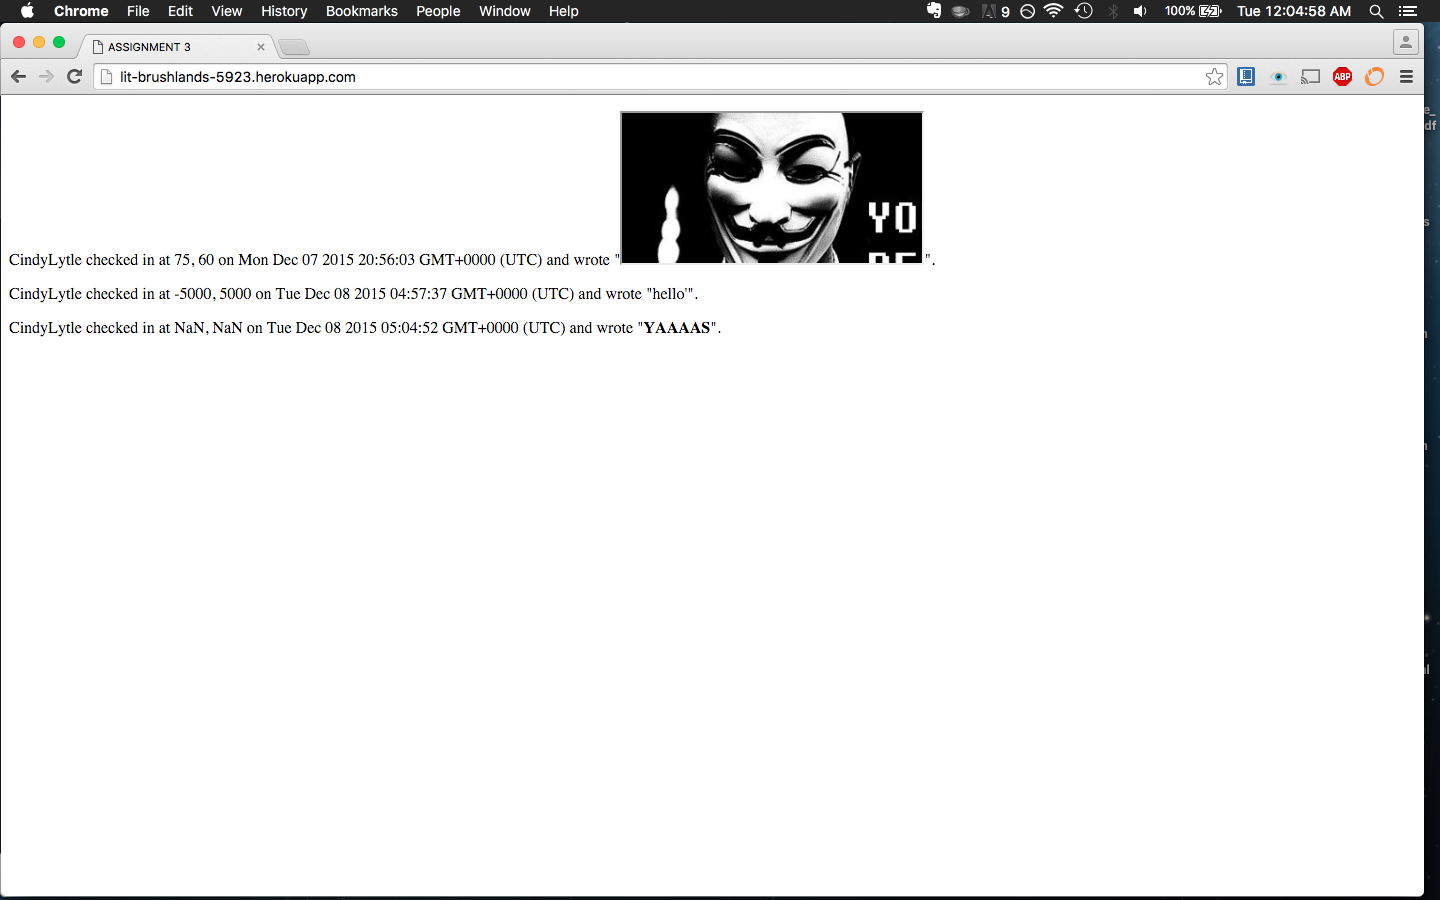 Chrome File Edit View History Bookmarks People Window Help 9 100% Tue 12:04:58 AM
ASSIGNMENT 3
lit-brushlands-5923.herokuapp.com ABP
YO
CindyLytle checked in at 75, 60 on Mon Dec 07 2015 20:56:03 GMT+0000 (UTC) and wrote "".
CindyLytle checked in at -5000, 5000 on Tue Dec 08 2015 04:57:37 GMT+0000 (UTC) and wrote "hello'".
CindyLytle checked in at NaN, NaN on Tue Dec 08 2015 05:04:52 GMT+0000 (UTC) and wrote "YAAAAS".